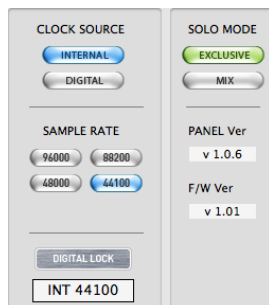 CLOCK SOURCE
INTERNAL
DIGITAL
SAMPLE RATE
96000 88200
48000 44100
DIGITAL LOCK
INT 44100
SOLO MODE
EXCLUSIVE
MIX
PANEL Ver
v 1.0.6
F/W Ver
v 1.01